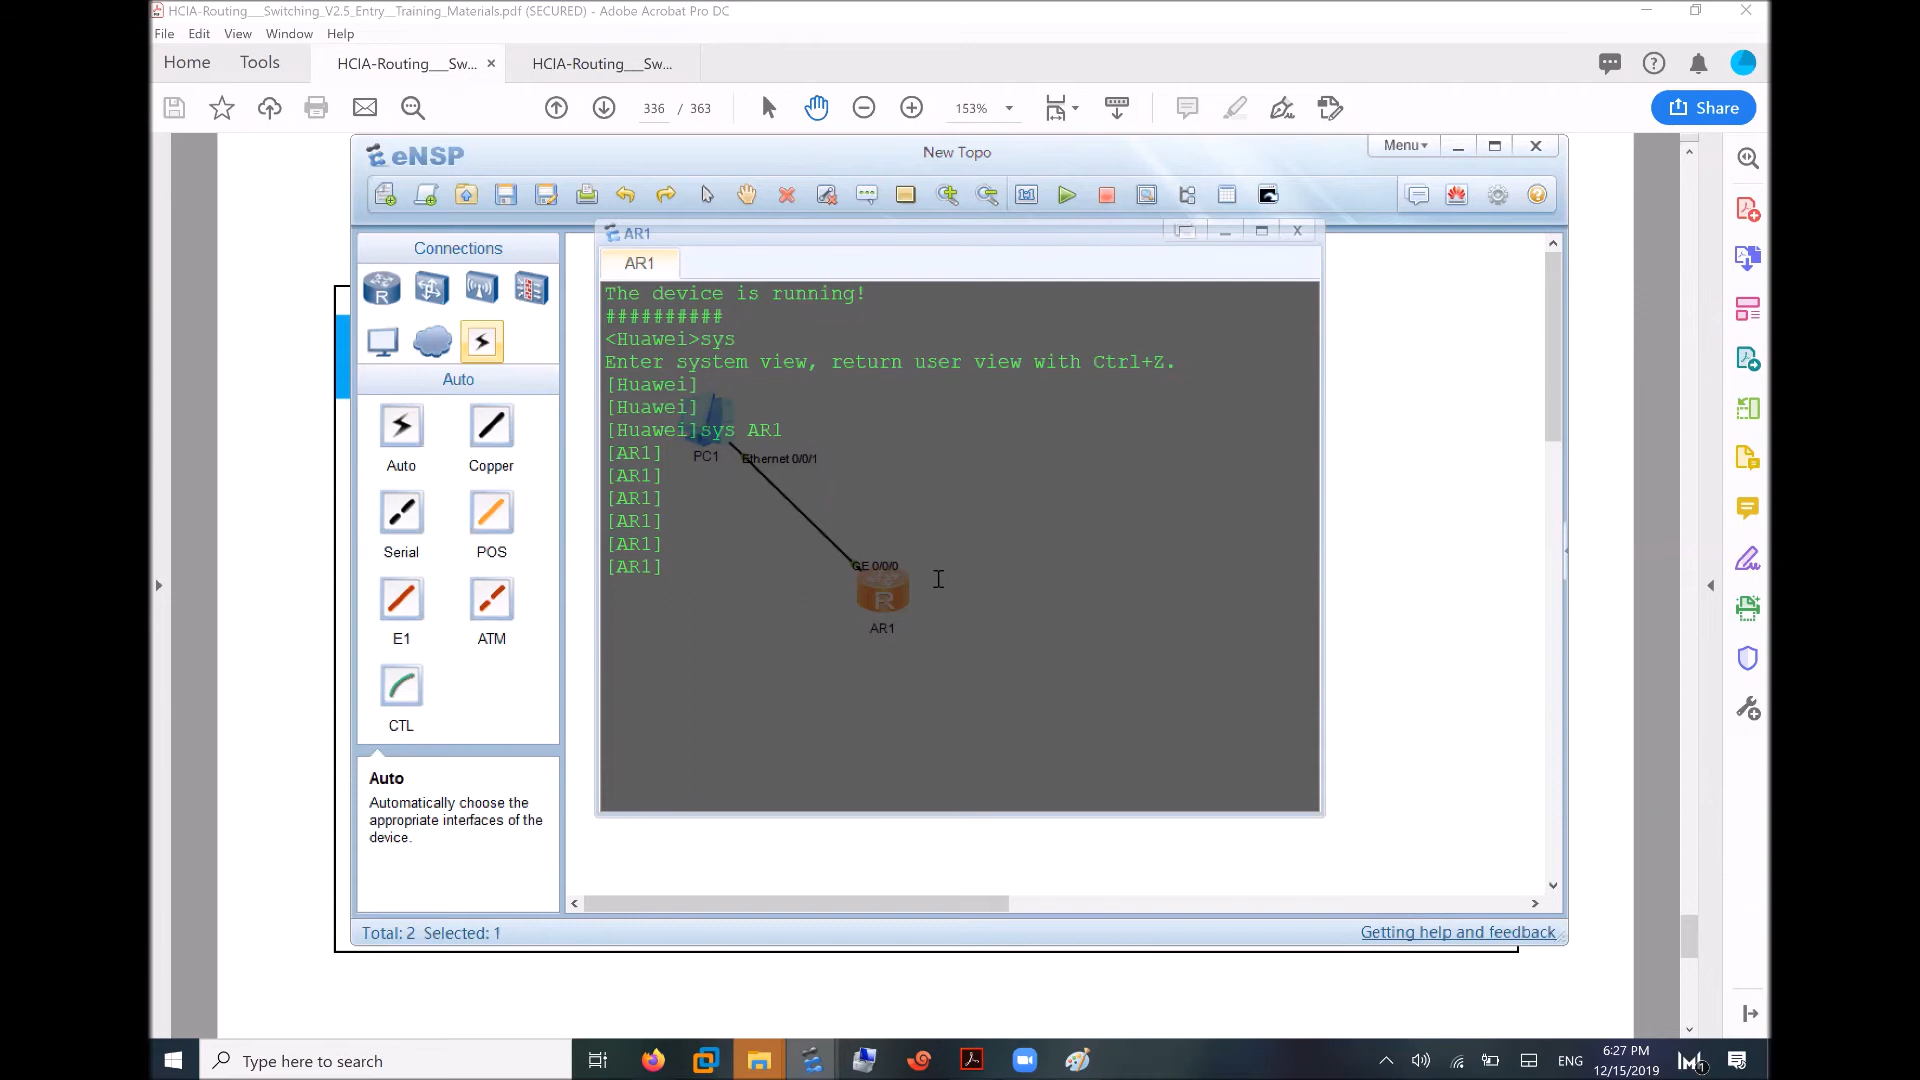 HCIA-Routing___Switching_V2.5_Entry__Training_Materials.pdf (SECURED) - Adobe Acrobat Pro DC
File Edit View Window Help
Home Tools HCIA-Routing___Sw... × HCIA-Routing___Sw...
336 / 363 153% Share
eNSP New Topo Menu
Connections
AR1
AR1
The device is running!
##########
<Huawei>sys
Enter system view, return user view with Ctrl+Z.
[Huawei]
[Huawei]
[Huawei]sys AR1
[AR1]
[AR1]
[AR1]
[AR1]
[AR1]
[AR1]
PC1 Ethernet 0/0/1
GE 0/0/0
R
AR1
Auto
Auto Copper
Serial POS
E1 ATM
CTL
Auto
Automatically choose the
appropriate interfaces of the
device.
Total: 2 Selected: 1 Getting help and feedback
Type here to search
ENG
6:27 PM
12/15/2019